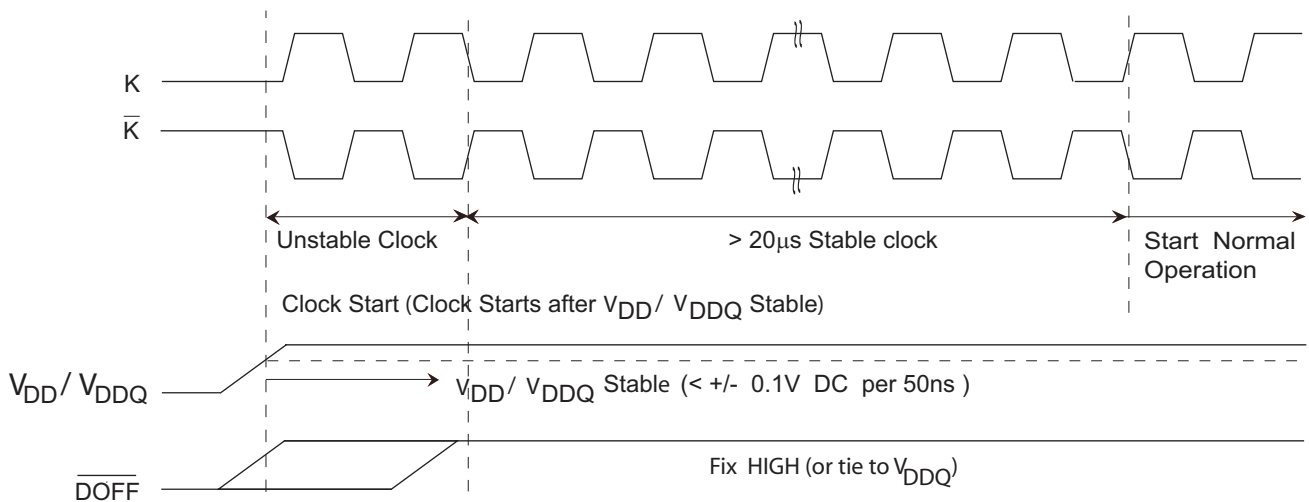 K
K̅
Unstable Clock
> 20μs Stable clock
Start Normal
Operation
Clock Start (Clock Starts after VDD / VDDQ Stable)
VDD / VDDQ
VDD / VDDQ Stable (< +/- 0.1V DC per 50ns )
Fix HIGH (or tie to VDDQ)
D̅O̅F̅F̅